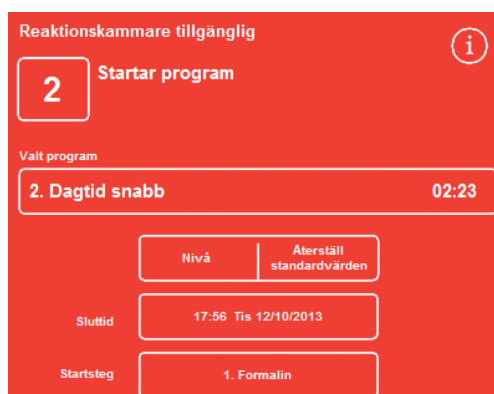 Reaktionskammare tillgänglig
i
2
Startar program
Valt program
2. Dagtid snabb 02:23
Nivå
Återställ
standardvärden
Sluttid
17:56 Tis 12/10/2013
Startsteg
1. Formalin